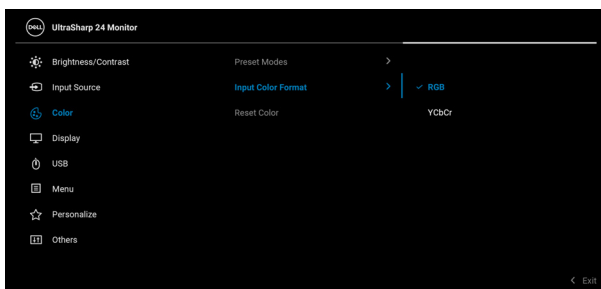 DELL UltraSharp 24 Monitor
Brightness/Contrast Preset Modes
Input Source Input Color Format RGB
Color Reset Color YCbCr
Display
USB
Menu
Personalize
Others
Exit